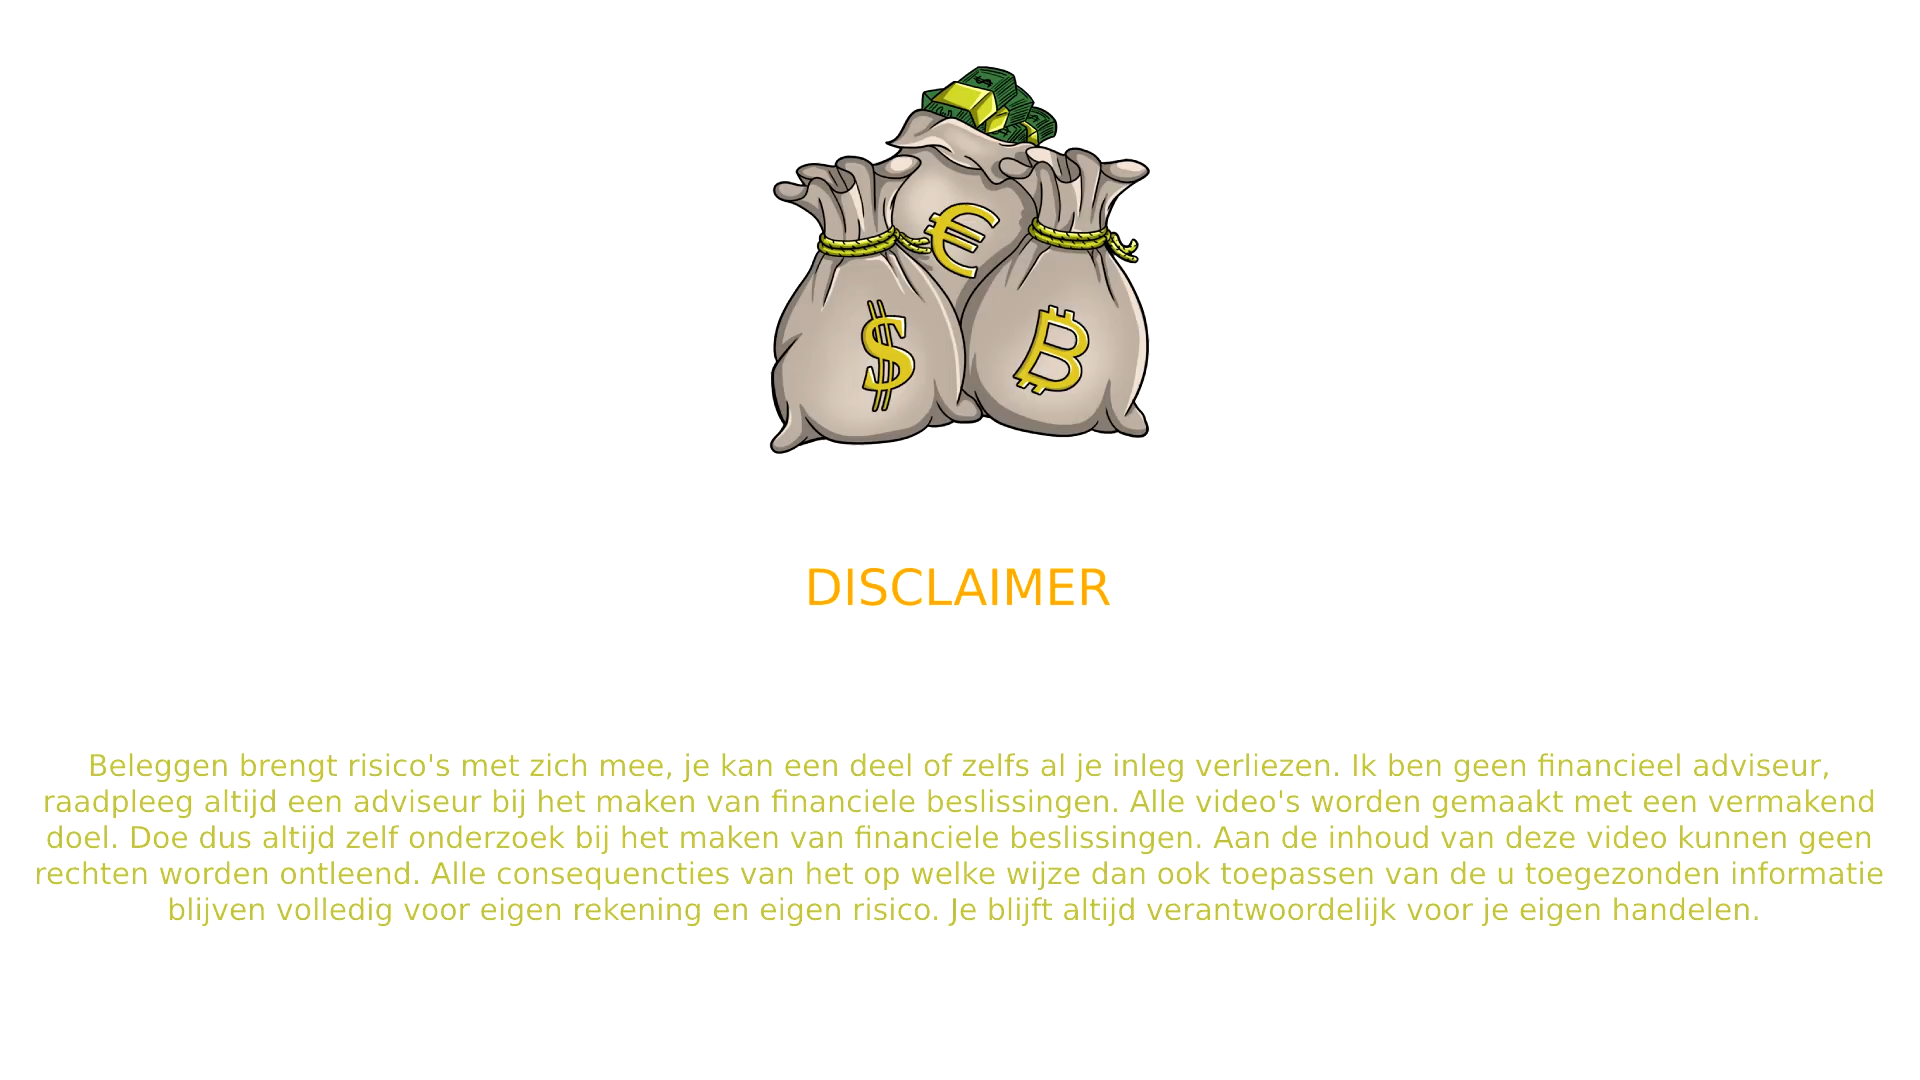 €
$
₿
DISCLAIMER
Beleggen brengt risico's met zich mee, je kan een deel of zelfs al je inleg verliezen. Ik ben geen financieel adviseur,
raadpleeg altijd een adviseur bij het maken van financiele beslissingen. Alle video's worden gemaakt met een vermakend
doel. Doe dus altijd zelf onderzoek bij het maken van financiele beslissingen. Aan de inhoud van deze video kunnen geen
rechten worden ontleend. Alle consequencties van het op welke wijze dan ook toepassen van de u toegezonden informatie
blijven volledig voor eigen rekening en eigen risico. Je blijft altijd verantwoordelijk voor je eigen handelen.